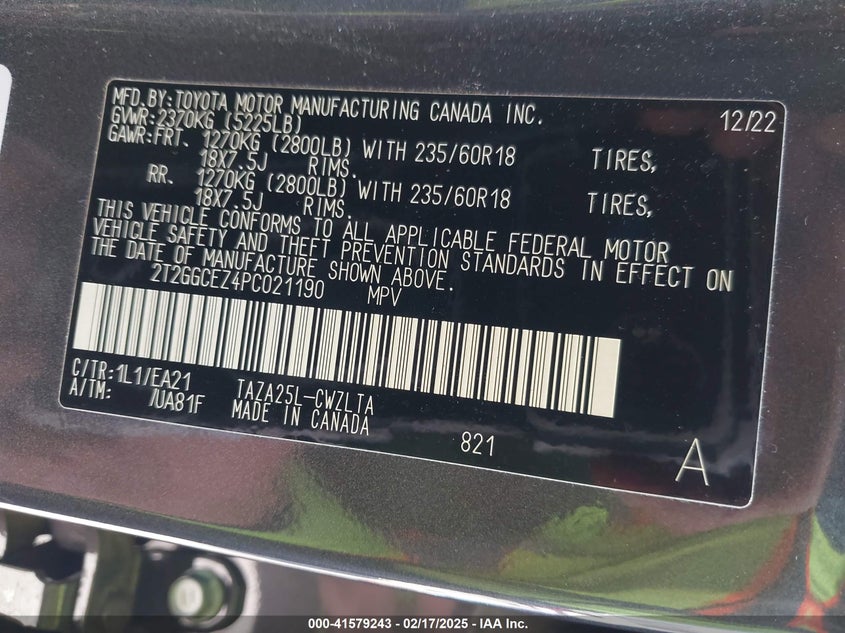 MFD.BY:TOYOTA MOTOR MANUFACTURING CANADA INC. 12/22
GVWR:2370KG (5225LB)
GAWR:FRT. 1270KG (2800LB) WITH 235/60R18 TIRES,
18X7.5J RIMS.
RR. 1270KG (2800LB) WITH 235/60R18 TIRES,
18X7.5J RIMS.
THIS VEHICLE CONFORMS TO ALL APPLICABLE FEDERAL MOTOR
VEHICLE SAFETY AND THEFT PREVENTION STANDARDS IN EFFECT ON
THE DATE OF MANUFACTURE SHOWN ABOVE.
2T2GGCEZ4PC021190 MPV
C/TR:1L1/EA21 TAZA25L-CWZLTA
A/TM: /UA81F MADE IN CANADA
821
A
000-41579243 - 02/17/2025 - IAA Inc.